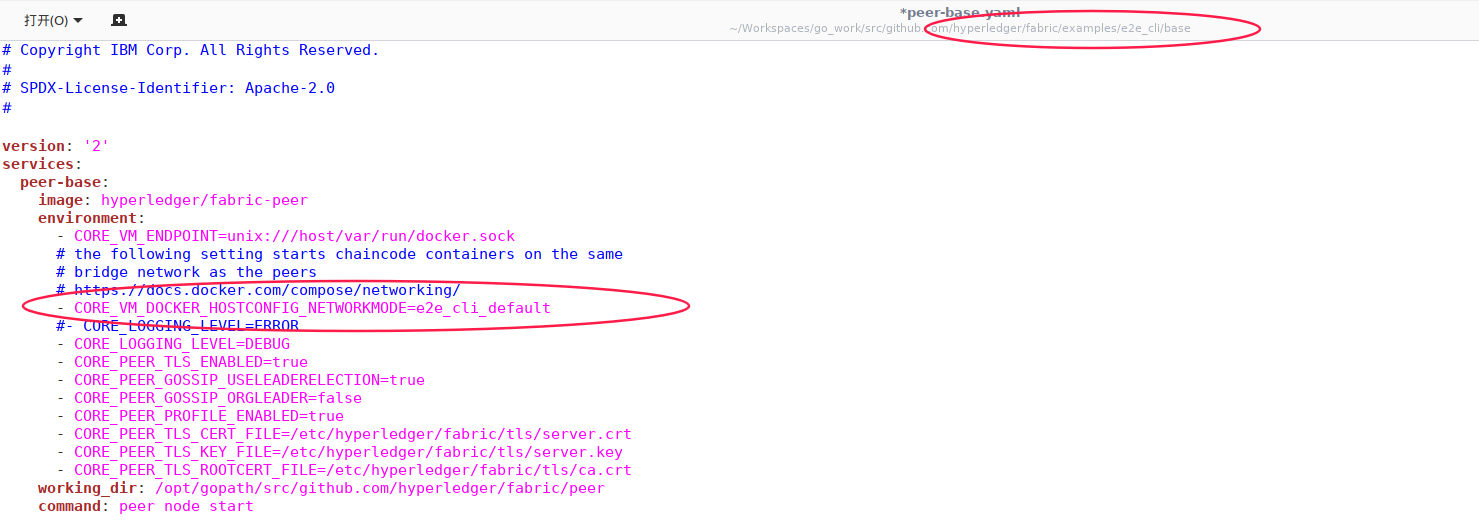 打开(O)
*peer-base.yaml
~/Workspaces/go_work/src/github.com/hyperledger/fabric/examples/e2e_cli/base
# Copyright IBM Corp. All Rights Reserved.
#
# SPDX-License-Identifier: Apache-2.0
#
version: '2'
services:
  peer-base:
    image: hyperledger/fabric-peer
    environment:
      - CORE_VM_ENDPOINT=unix:///host/var/run/docker.sock
      # the following setting starts chaincode containers on the same
      # bridge network as the peers
      # https://docs.docker.com/compose/networking/
      - CORE_VM_DOCKER_HOSTCONFIG_NETWORKMODE=e2e_cli_default
      #- CORE_LOGGING_LEVEL=ERROR
      - CORE_LOGGING_LEVEL=DEBUG
      - CORE_PEER_TLS_ENABLED=true
      - CORE_PEER_GOSSIP_USELEADERELECTION=true
      - CORE_PEER_GOSSIP_ORGLEADER=false
      - CORE_PEER_PROFILE_ENABLED=true
      - CORE_PEER_TLS_CERT_FILE=/etc/hyperledger/fabric/tls/server.crt
      - CORE_PEER_TLS_KEY_FILE=/etc/hyperledger/fabric/tls/server.key
      - CORE_PEER_TLS_ROOTCERT_FILE=/etc/hyperledger/fabric/tls/ca.crt
    working_dir: /opt/gopath/src/github.com/hyperledger/fabric/peer
    command: peer node start